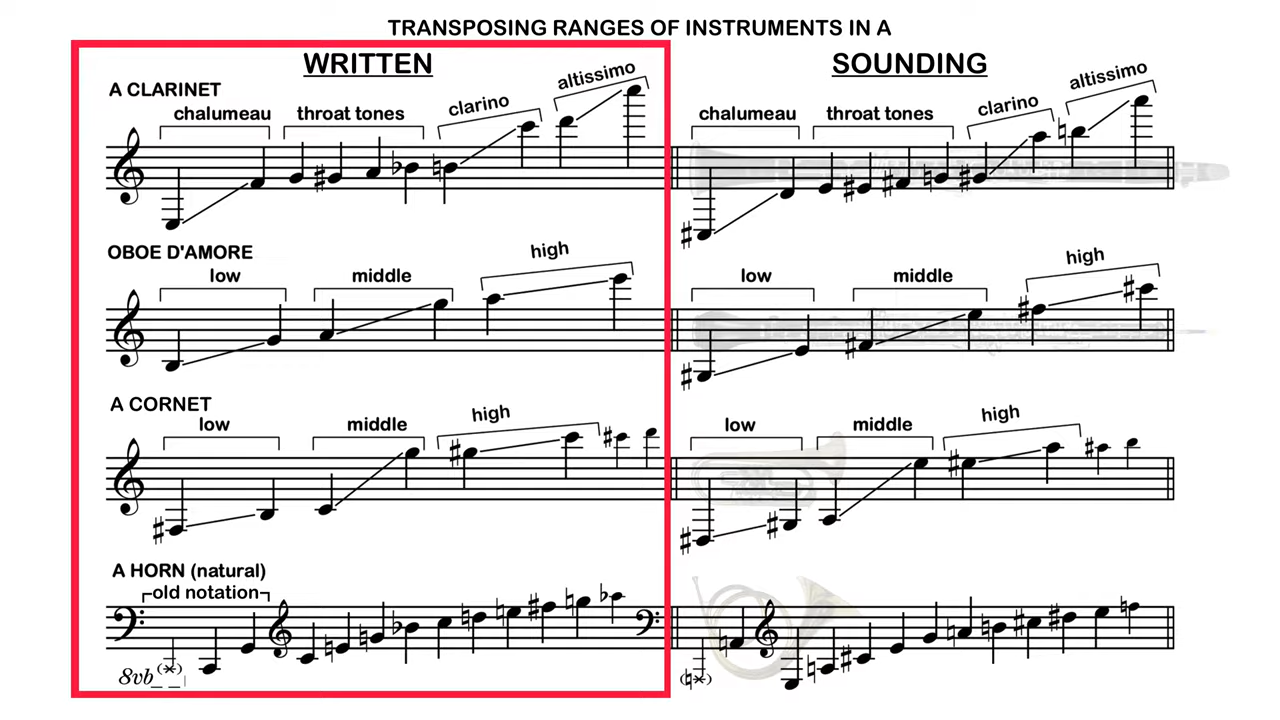 TRANSPOSING RANGES OF INSTRUMENTS IN A
WRITTEN
A CLARINET
chalumeau throat tones clarino altissimo
OBOE D'AMORE
low middle high
A CORNET
low middle high
A HORN (natural)
old notation
8vb
SOUNDING
chalumeau throat tones clarino altissimo
low middle high
low middle high